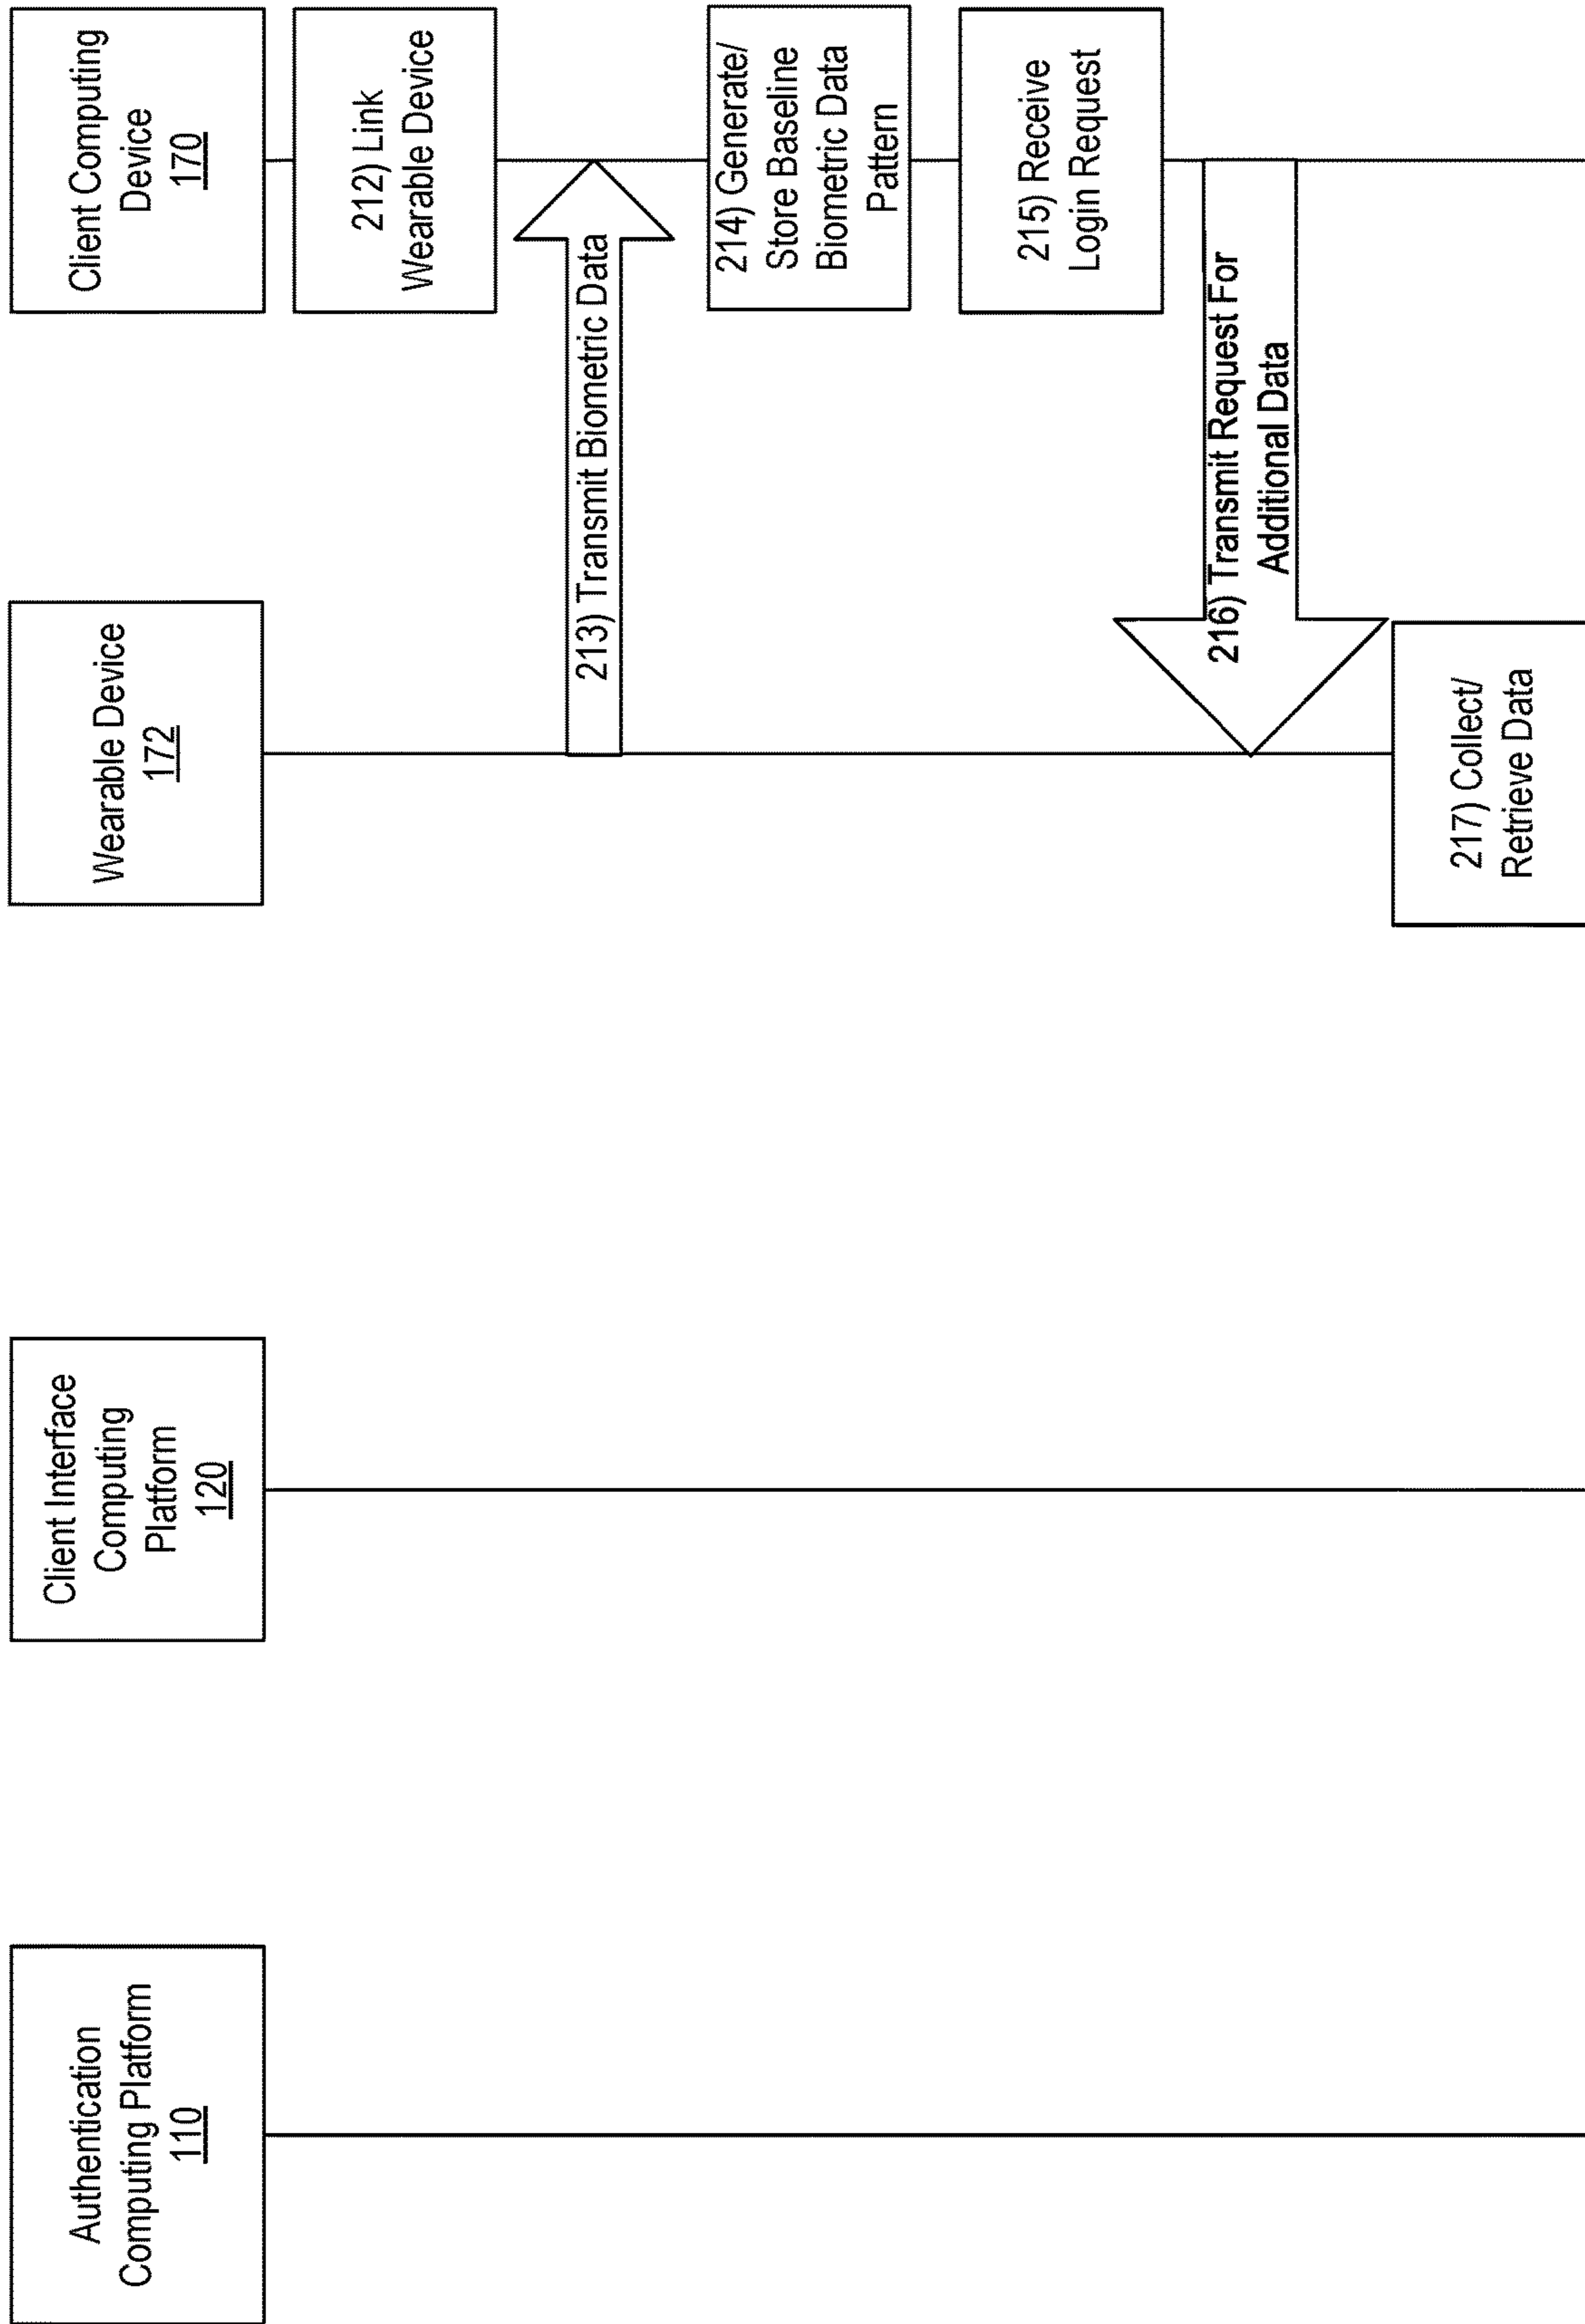 Authentication
Computing Platform
110
Client Interface
Computing
Platform
120
Wearable Device
172
Client Computing
Device
170
212) Link
Wearable Device
213) Transmit Biometric Data
214) Generate/
Store Baseline
Biometric Data
Pattern
215) Receive
Login Request
216) Transmit Request For
Additional Data
217) Collect/
Retrieve Data